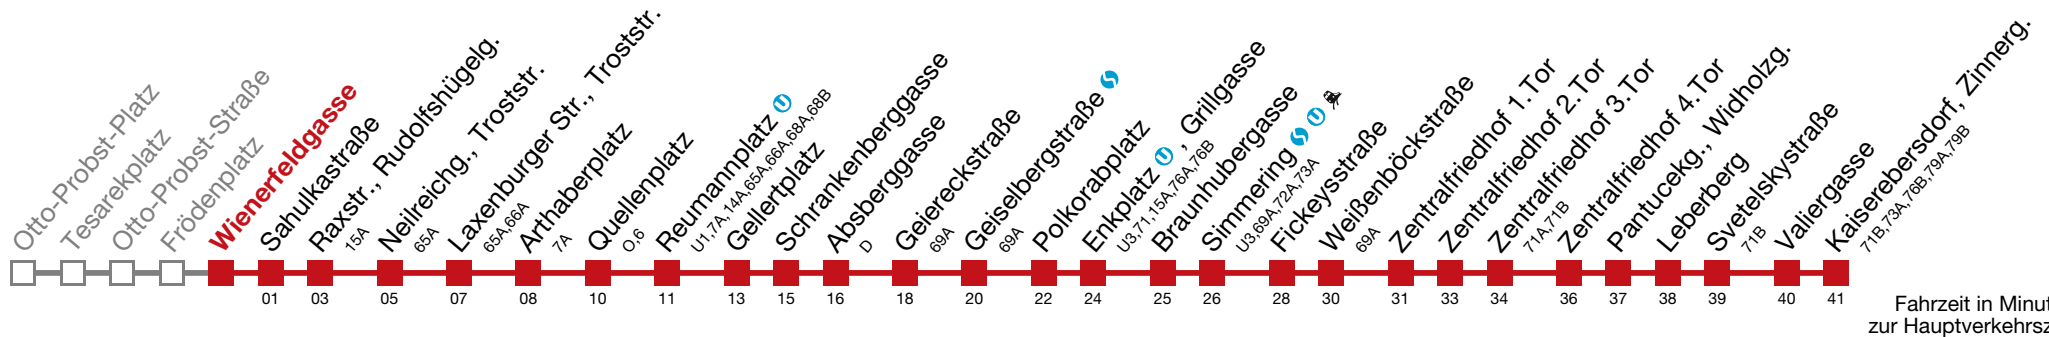 Otto-Probst-Platz
Tesarekplatz
Otto-Probst-Straße
Frödenplatz
Wienerfeldgasse
Sahulkastraße
01
Raxstr., Rudolfshügelg.
15A
03
Neilreichg., Troststr.
65A
05
Laxenburger Str., Troststr.
65A,66A
07
Arthaberplatz
7A
08
Quellenplatz
O,6
10
Reumannplatz U
U1,7A,14A,65A,66A,68A,68B
11
Gellertplatz
13
Schrankenberggasse
15
Absberggasse
D
16
Geiereckstraße
69A
18
Geiselbergstraße S
69A
20
Polkorabplatz
22
Enkplatz U , Grillgasse
U3,71,15A,76A,76B
24
Braunhubergasse
25
Simmering S U
U3,69A,72A,73A
26
Fickeysstraße
28
Weißenböckstraße
69A
30
Zentralfriedhof 1.Tor
31
Zentralfriedhof 2.Tor
33
Zentralfriedhof 3.Tor
71A,71B
34
Zentralfriedhof 4.Tor
36
Pantucekg., Widholzg.
37
Leberberg
38
Svetelskystraße
71B
39
Valiergasse
40
Kaiserebersdorf, Zinnerg.
71B,73A,76B,79A,79B
41
Fahrzeit in Minut
zur Hauptverkehrsz